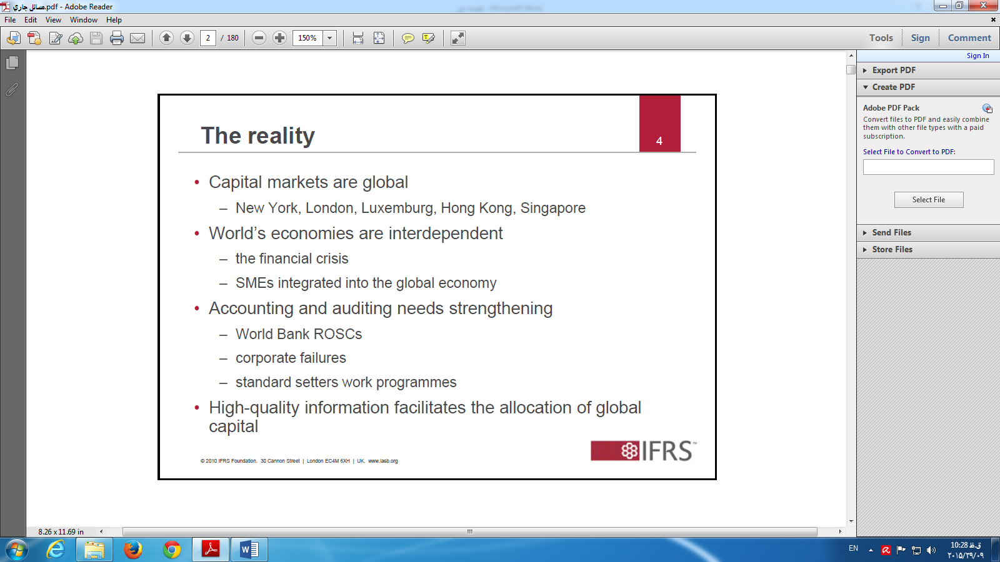 مسائل جاري.pdf - Adobe Reader
File Edit View Window Help
2 / 180 150% Tools Sign Comment
Sign In
Export PDF
Create PDF
Adobe PDF Pack
Convert files to PDF and easily combine
them with other file types with a paid
subscription.
Select File to Convert to PDF:
Select File
Send Files
Store Files
The reality
4
• Capital markets are global
– New York, London, Luxemburg, Hong Kong, Singapore
• World's economies are interdependent
– the financial crisis
– SMEs integrated into the global economy
• Accounting and auditing needs strengthening
– World Bank ROSCs
– corporate failures
– standard setters work programmes
• High-quality information facilitates the allocation of global
capital
IFRS™
© 2010 IFRS Foundation. 30 Cannon Street | London EC4M 6XH | UK. www.iasb.org
8.26 x 11.69 in
EN
10:28 ق.ظ
۲۰۱۵/۲۹/۰۹